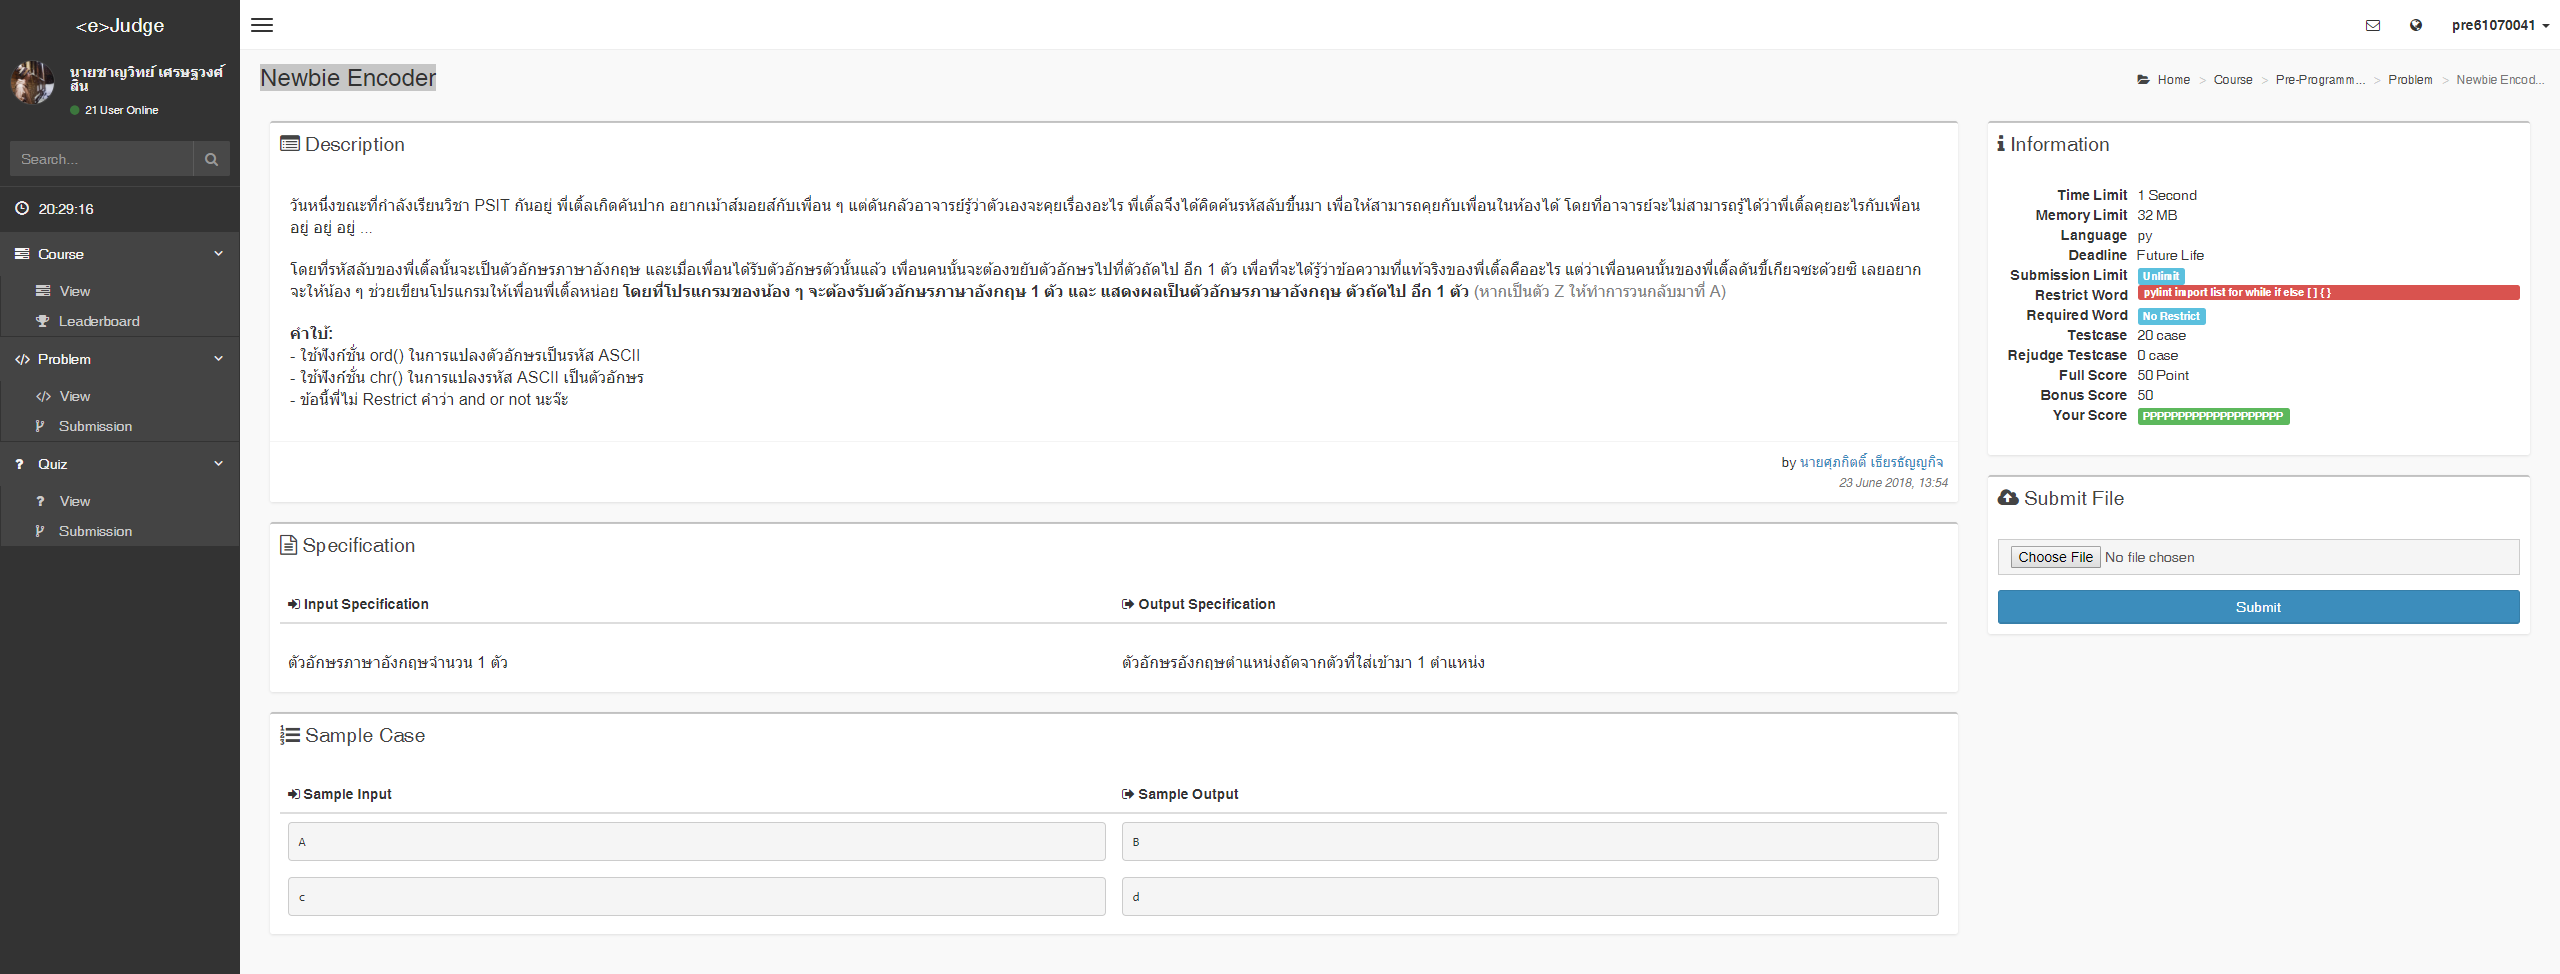 <e>Judge
pre61070041
นายชาญวิทย์ เศรษฐวงศ์
สิน
21 User Online
Search...
20:29:16
Course
View
Leaderboard
Problem
View
Submission
Quiz
View
Submission
Newbie Encoder
Home > Course > Pre-Programm... > Problem > Newbie Encod...
Description
วันหนึ่งขณะที่กำลังเรียนวิชา PSIT กันอยู่ พี่เติ้ลเกิดคันปาก อยากเม้าส์มอยส์กับเพื่อน ๆ แต่ดันกลัวอาจารย์รู้ว่าตัวเองจะคุยเรื่องอะไร พี่เติ้ลจึงได้คิดค้นรหัสลับขึ้นมา เพื่อให้สามารถคุยกับเพื่อนในห้องได้ โดยที่อาจารย์จะไม่สามารถรู้ได้ว่าพี่เติ้ลคุยอะไรกับเพื่อน
อยู่ อยู่ อยู่ ...
โดยที่รหัสลับของพี่เติ้ลนั้นจะเป็นตัวอักษรภาษาอังกฤษ และเมื่อเพื่อนได้รับตัวอักษรตัวนั้นแล้ว เพื่อนคนนั้นจะต้องขยับตัวอักษรไปที่ตัวถัดไป อีก 1 ตัว เพื่อที่จะได้รู้ว่าข้อความที่แท้จริงของพี่เติ้ลคืออะไร แต่ว่าเพื่อนคนนั้นของพี่เติ้ลดันขี้เกียจซะด้วยซิ เลยอยาก
จะให้น้อง ๆ ช่วยเขียนโปรแกรมให้เพื่อนพี่เติ้ลหน่อย โดยที่โปรแกรมของน้อง ๆ จะต้องรับตัวอักษรภาษาอังกฤษ 1 ตัว และ แสดงผลเป็นตัวอักษรภาษาอังกฤษ ตัวถัดไป อีก 1 ตัว (หากเป็นตัว Z ให้ทำการวนกลับมาที่ A)
คำใบ้:
- ใช้ฟังก์ชั่น ord() ในการแปลงตัวอักษรเป็นรหัส ASCII
- ใช้ฟังก์ชั่น chr() ในการแปลงรหัส ASCII เป็นตัวอักษร
- ข้อนี้พี่ไม่ Restrict คำว่า and or not นะจ๊ะ
by นายศุภกิตติ์ เธียรธัญญกิจ
23 June 2018, 13:54
Specification
Input Specification
Output Specification
ตัวอักษรภาษาอังกฤษจำนวน 1 ตัว
ตัวอักษรอังกฤษตำแหน่งถัดจากตัวที่ใส่เข้ามา 1 ตำแหน่ง
Sample Case
Sample Input
Sample Output
A
B
c
d
Information
Time Limit 1 Second
Memory Limit 32 MB
Language py
Deadline Future Life
Submission Limit Unlimit
Restrict Word pylint import list for while if else [ ] { }
Required Word No Restrict
Testcase 20 case
Rejudge Testcase 0 case
Full Score 50 Point
Bonus Score 50
Your Score PPPPPPPPPPPPPPPPPPPP
Submit File
Choose File No file chosen
Submit